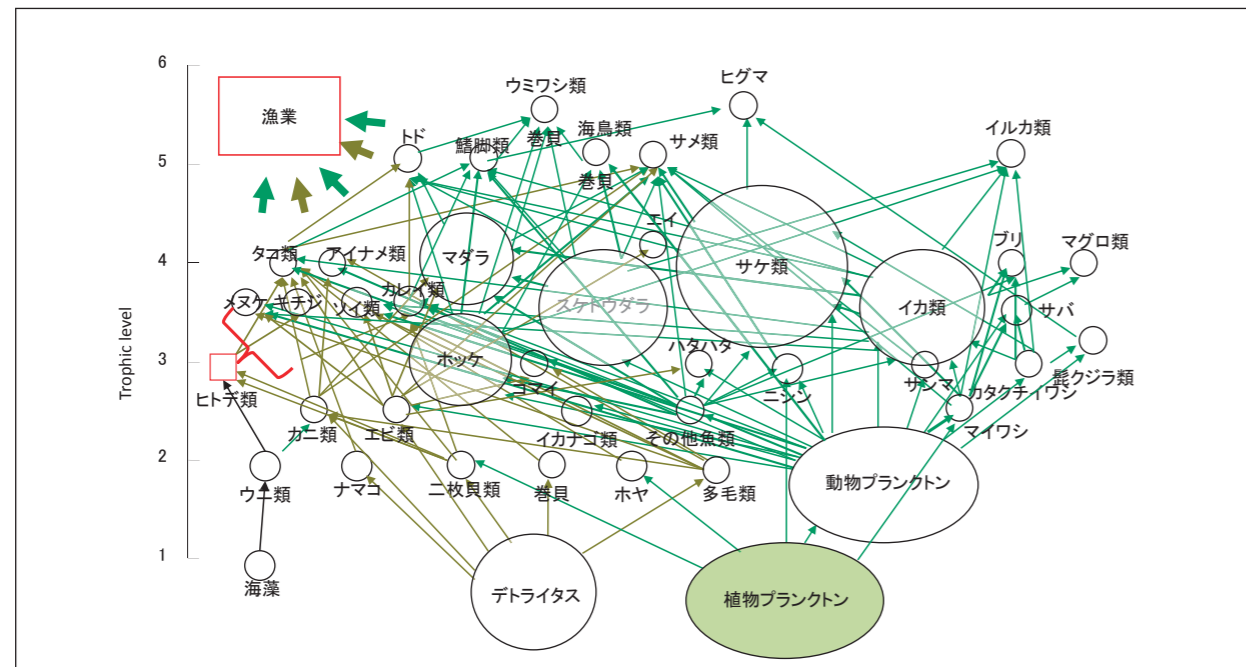 6
ヒグマ
ウミワシ類
漁業
海鳥類
トド
鰭脚類
巻貝
サメ類
イルカ類
5
巻貝
エイ
タコ類
アイナメ類
マダラ
ブリ
マグロ類
4
サケ類
カレイ類
メヌケ
キチジ
ソイ類
スケトウダラ
イカ類
サバ
Trophic level
3
ホッケ
コマイ
ハタハタ
ニシン
サンマ
カタクチイワシ
髭クジラ類
ヒトデ類
カニ類
エビ類
イカナゴ類
その他魚類
マイワシ
2
ウニ類
ナマコ
二枚貝類
巻貝
ホヤ
多毛類
動物プランクトン
1
海藻
デトライタス
植物プランクトン